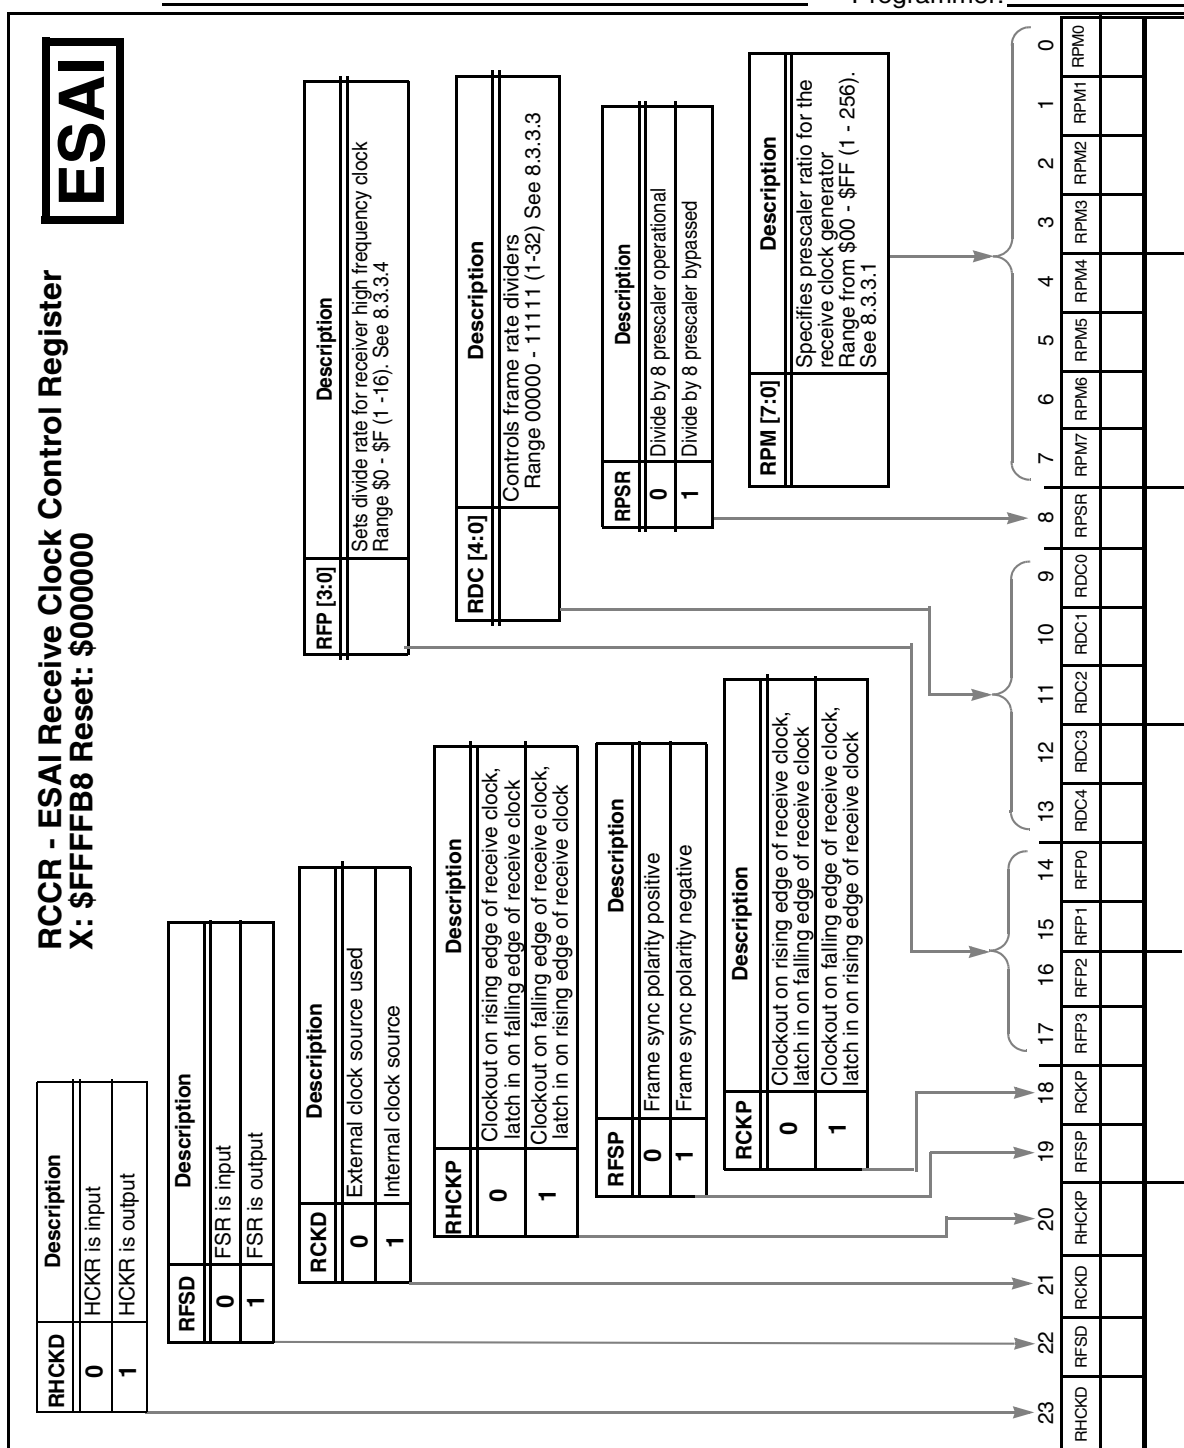 Programmer:
ESAI
RCCR - ESAI Receive Clock Control Register
X: $FFFFB8 Reset: $000000
RHCKD Description
0 HCKR is input
1 HCKR is output
RFSD Description
0 FSR is input
1 FSR is output
RCKD Description
0 External clock source used
1 Internal clock source
RHCKP Description
0 Clockout on rising edge of receive clock,
latch in on falling edge of receive clock
1 Clockout on falling edge of receive clock,
latch in on rising edge of receive clock
RFSP Description
0 Frame sync polarity positive
1 Frame sync polarity negative
RCKP Description
0 Clockout on rising edge of receive clock,
latch in on falling edge of receive clock
1 Clockout on falling edge of receive clock,
latch in on rising edge of receive clock
RFP [3:0] Description
Sets divide rate for receiver high frequency clock
Range $0 - $F (1 -16). See 8.3.3.4
RDC [4:0] Description
Controls frame rate dividers
Range 00000 - 11111 (1-32) See 8.3.3.3
RPSR Description
0 Divide by 8 prescaler operational
1 Divide by 8 prescaler bypassed
RPM [7:0] Description
Specifies prescaler ratio for the
receive clock generator
Range from $00 - $FF (1 - 256).
See 8.3.3.1
23 22 21 20 19 18 17 16 15 14 13 12 11 10 9 8 7 6 5 4 3 2 1 0
RHCKD RFSD RCKD RHCKP RFSP RCKP RFP3 RFP2 RFP1 RFP0 RDC4 RDC3 RDC2 RDC1 RDC0 RPSR RPM7 RPM6 RPM5 RPM4 RPM3 RPM2 RPM1 RPM0